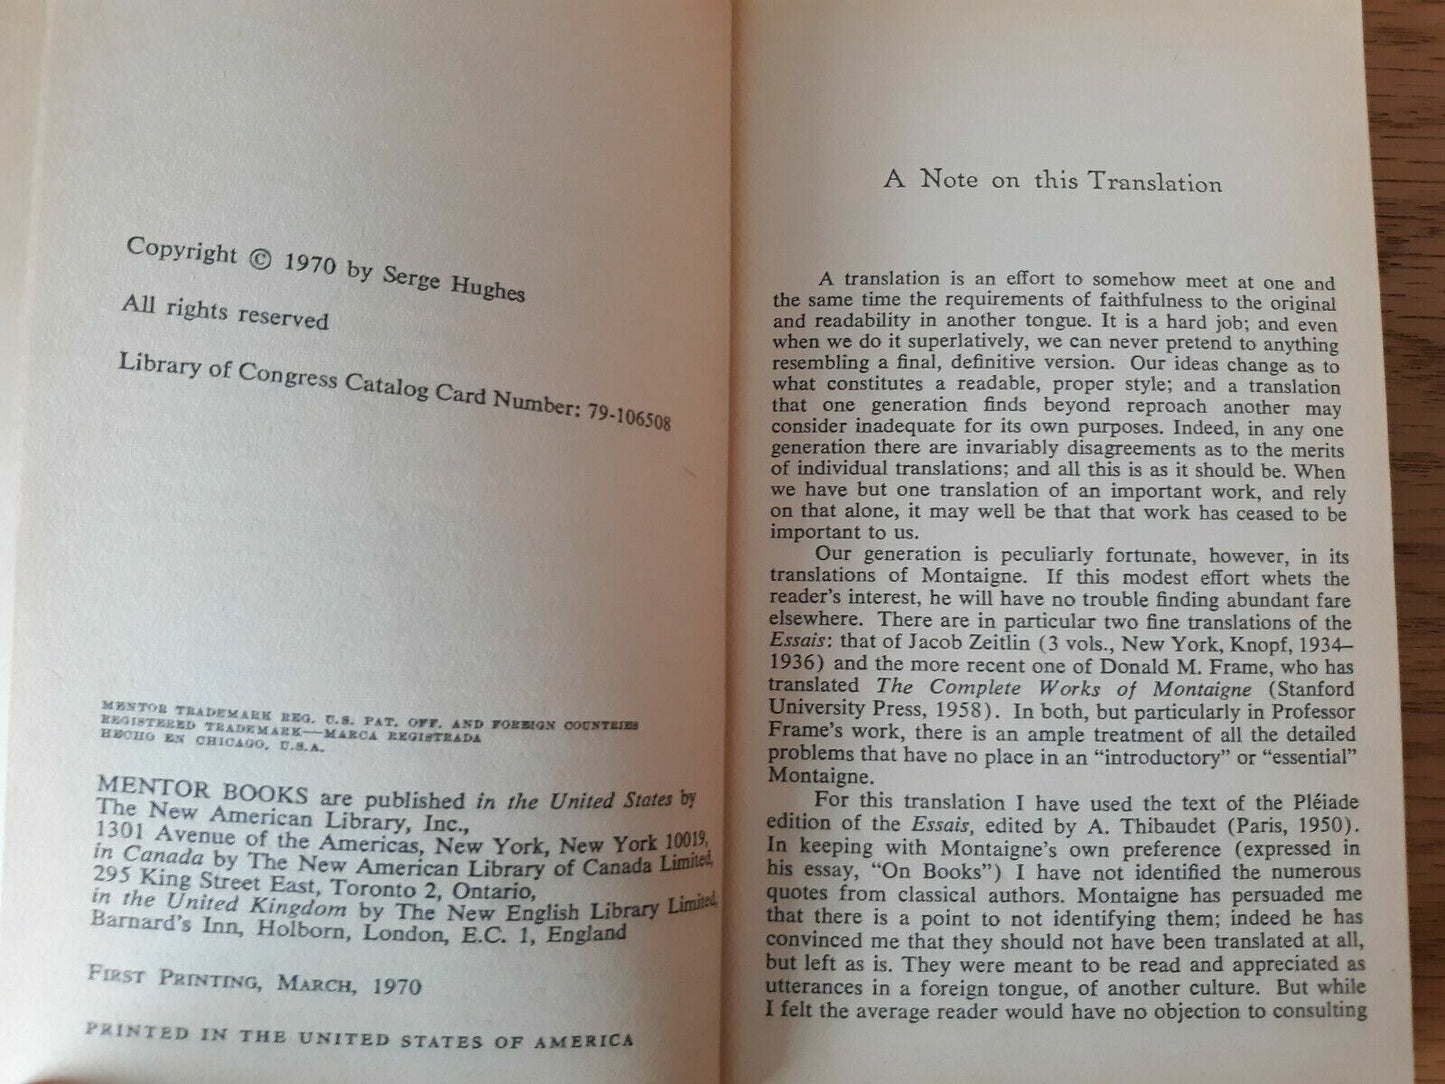 Copyright © 1970 by Serge Hughes
All rights reserved
Library of Congress Catalog Card Number: 79-106508
MENTOR TRADEMARK REG. U.S. PAT. OFF. AND FOREIGN COUNTRIES
REGISTERED TRADEMARK—MARCA REGISTRADA
HECHO EN CHICAGO, U.S.A.
MENTOR BOOKS are published in the United States by
The New American Library, Inc.,
1301 Avenue of the Americas, New York, New York 10019,
in Canada by The New American Library of Canada Limited,
295 King Street East, Toronto 2, Ontario,
in the United Kingdom by The New English Library Limited,
Barnard's Inn, Holborn, London, E.C. 1, England
FIRST PRINTING, MARCH, 1970
PRINTED IN THE UNITED STATES OF AMERICA
A Note on this Translation
A translation is an effort to somehow meet at one and
the same time the requirements of faithfulness to the original
and readability in another tongue. It is a hard job; and even
when we do it superlatively, we can never pretend to anything
resembling a final, definitive version. Our ideas change as to
what constitutes a readable, proper style; and a translation
that one generation finds beyond reproach another may
consider inadequate for its own purposes. Indeed, in any one
generation there are invariably disagreements as to the merits
of individual translations; and all this is as it should be. When
we have but one translation of an important work, and rely
on that alone, it may well be that that work has ceased to be
important to us.
Our generation is peculiarly fortunate, however, in its
translations of Montaigne. If this modest effort whets the
reader's interest, he will have no trouble finding abundant fare
elsewhere. There are in particular two fine translations of the
Essais: that of Jacob Zeitlin (3 vols., New York, Knopf, 1934–
1936) and the more recent one of Donald M. Frame, who has
translated The Complete Works of Montaigne (Stanford
University Press, 1958). In both, but particularly in Professor
Frame's work, there is an ample treatment of all the detailed
problems that have no place in an "introductory" or "essential"
Montaigne.
For this translation I have used the text of the Pléiade
edition of the Essais, edited by A. Thibaudet (Paris, 1950).
In keeping with Montaigne's own preference (expressed in
his essay, "On Books") I have not identified the numerous
quotes from classical authors. Montaigne has persuaded me
that there is a point to not identifying them; indeed he has
convinced me that they should not have been translated at all,
but left as is. They were meant to be read and appreciated as
utterances in a foreign tongue, of another culture. But while
I felt the average reader would have no objection to consulting